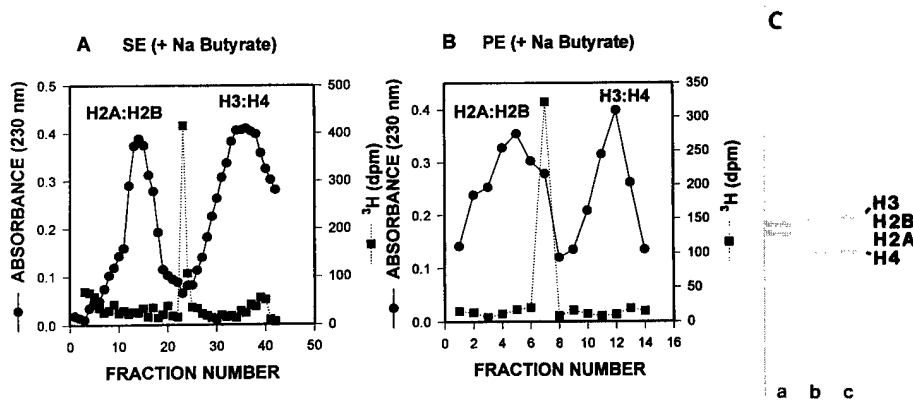 A SE (+ Na Butyrate)
ABSORBANCE (230 nm)
0.5
0.4
0.3
0.2
0.1
0.0
H2A:H2B
H3:H4
500
400
300
200
100
0
³H (dpm)
0 10 20 30 40 50
FRACTION NUMBER
B PE (+ Na Butyrate)
ABSORBANCE (230 nm)
0.4
0.3
0.2
0.1
0.0
H2A:H2B
H3:H4
350
300
250
200
150
100
50
0
³H (dpm)
0 2 4 6 8 10 12 14 16
FRACTION NUMBER
C
H3
H2B
H2A
H4
a b c